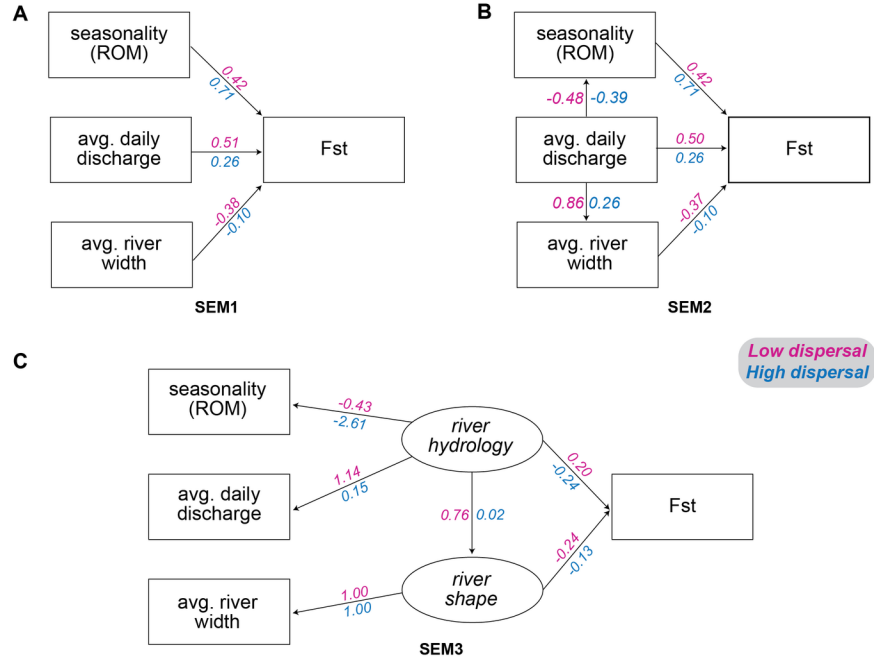 A
seasonality
(ROM)
0.42
0.71
avg. daily
discharge
0.51
0.26
Fst
-0.38
-0.10
avg. river
width
SEM1
B
seasonality
(ROM)
0.42
0.71
-0.48 -0.39
avg. daily
discharge
0.50
0.26
Fst
0.86 0.26
-0.37
-0.10
avg. river
width
SEM2
Low dispersal
High dispersal
C
seasonality
(ROM)
-0.43
-2.61
river
hydrology
1.14
0.15
0.20
-0.24
avg. daily
discharge
Fst
0.76 0.02
-0.24
-0.13
river
shape
1.00
1.00
avg. river
width
SEM3